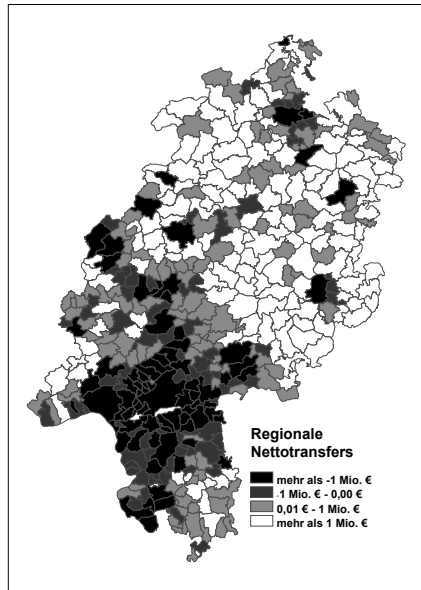 Regionale
Nettotransfers
mehr als -1 Mio. €
-1 Mio. € - 0,00 €
0,01 € - 1 Mio. €
mehr als 1 Mio. €